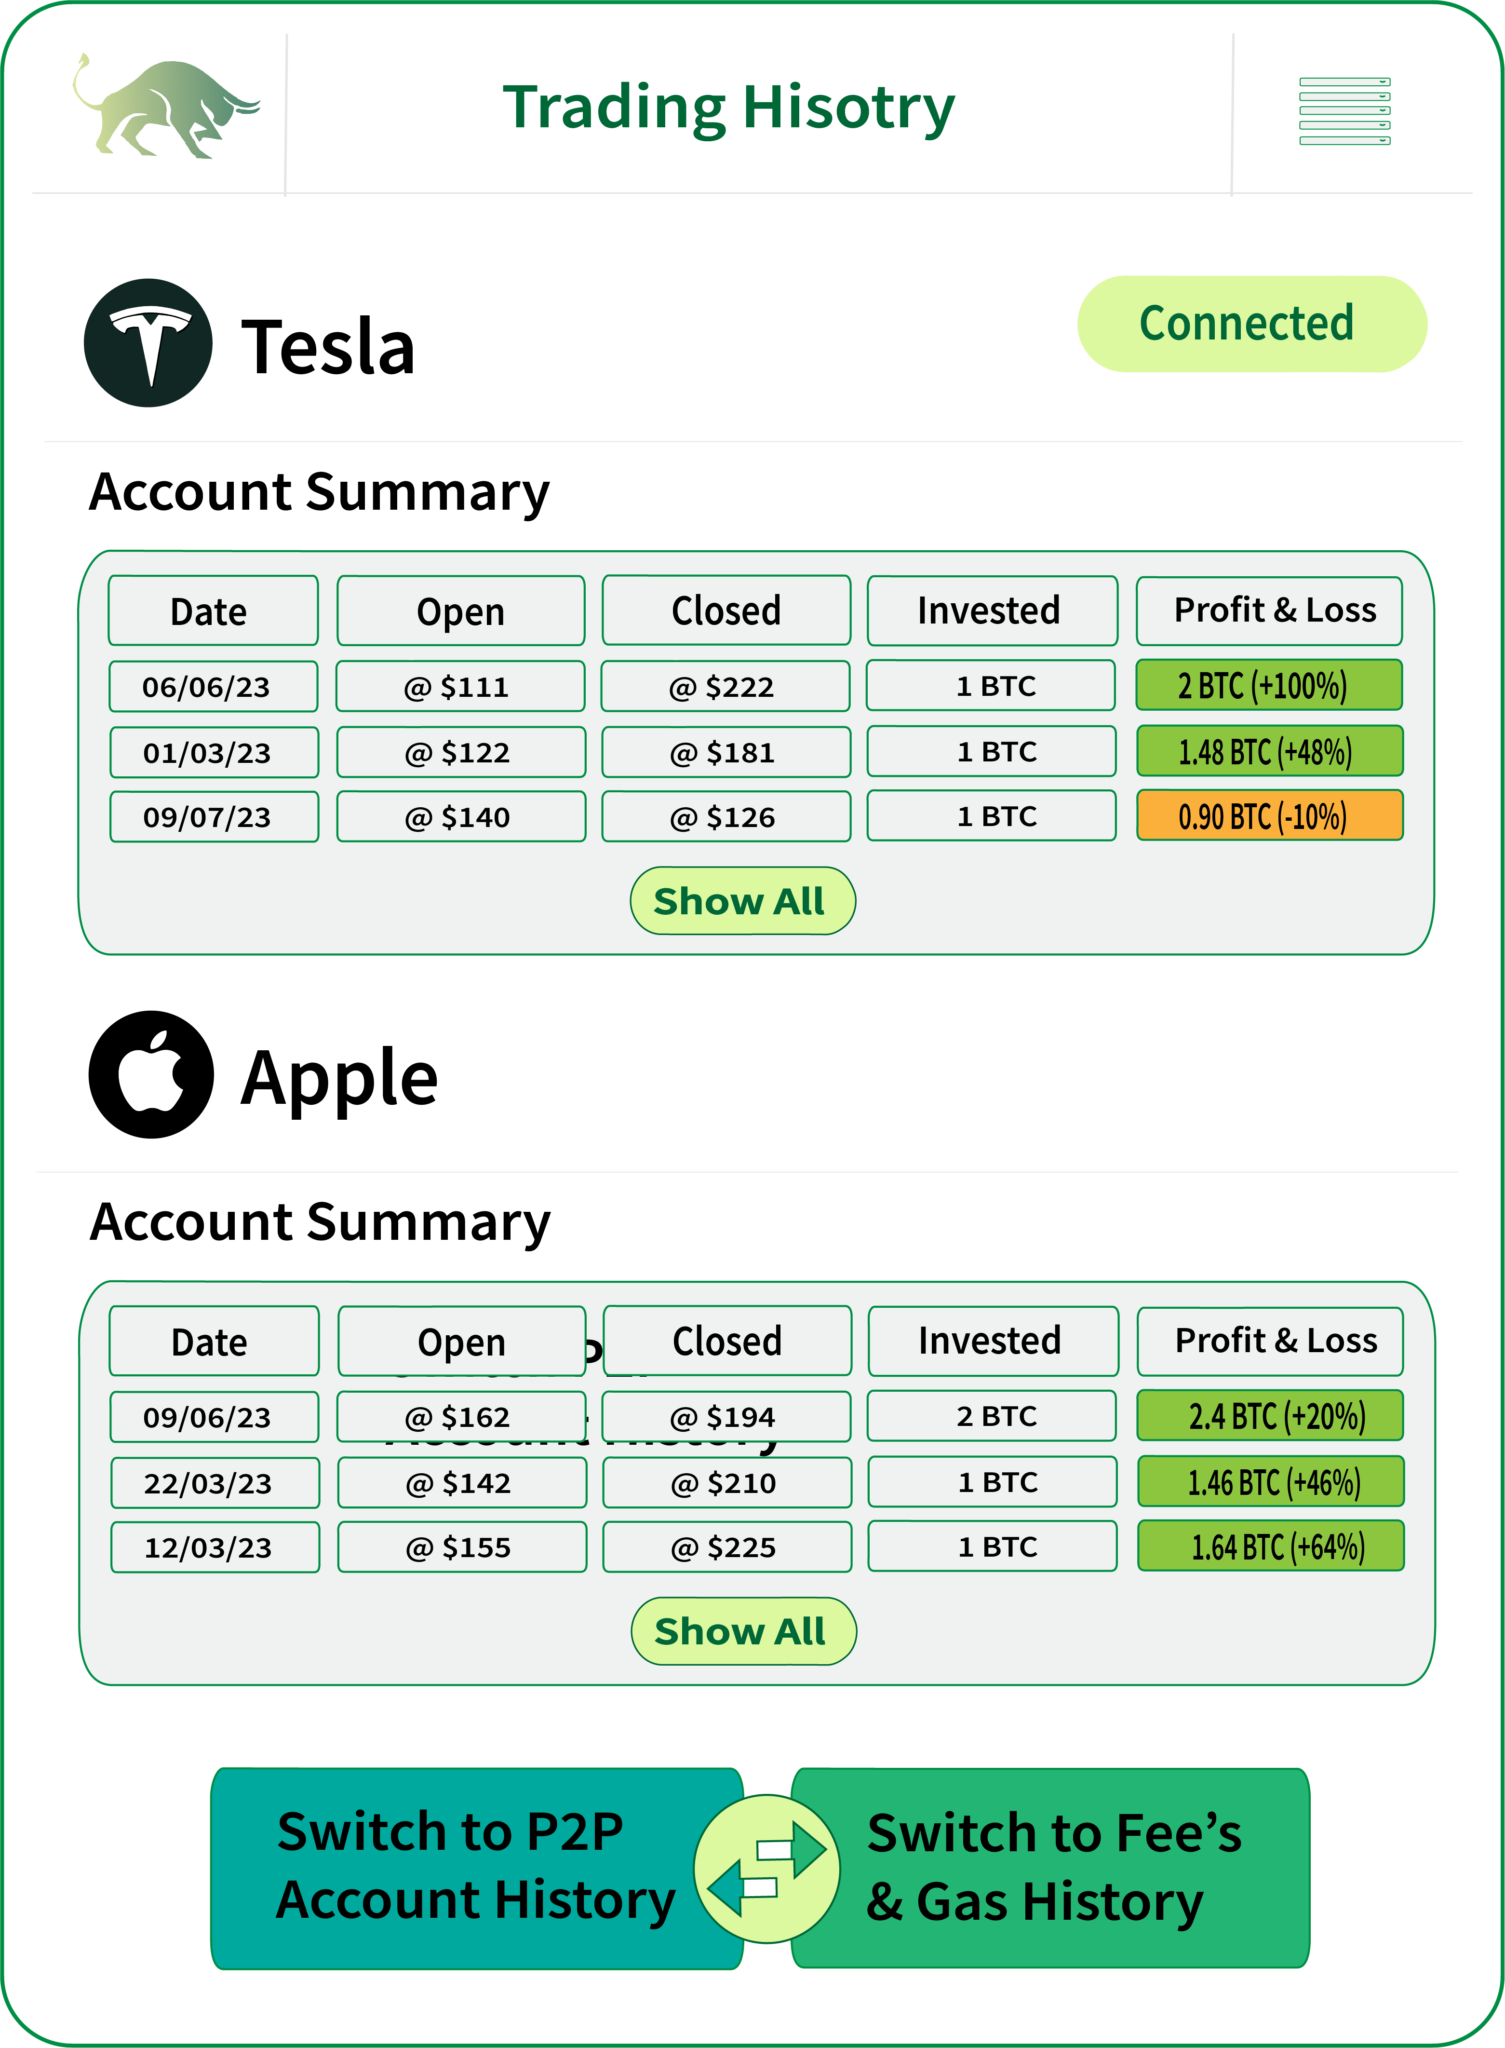 Trading Hisotry
Tesla
Connected
Account Summary
Date Open Closed Invested Profit & Loss
06/06/23 @ $111 @ $222 1 BTC 2 BTC (+100%)
01/03/23 @ $122 @ $181 1 BTC 1.48 BTC (+48%)
09/07/23 @ $140 @ $126 1 BTC 0.90 BTC (-10%)
Show All
Apple
Account Summary
Date Open Closed Invested Profit & Loss
09/06/23 @ $162 @ $194 2 BTC 2.4 BTC (+20%)
22/03/23 @ $142 @ $210 1 BTC 1.46 BTC (+46%)
12/03/23 @ $155 @ $225 1 BTC 1.64 BTC (+64%)
Show All
Switch to P2P
Account History
Switch to Fee’s
& Gas History